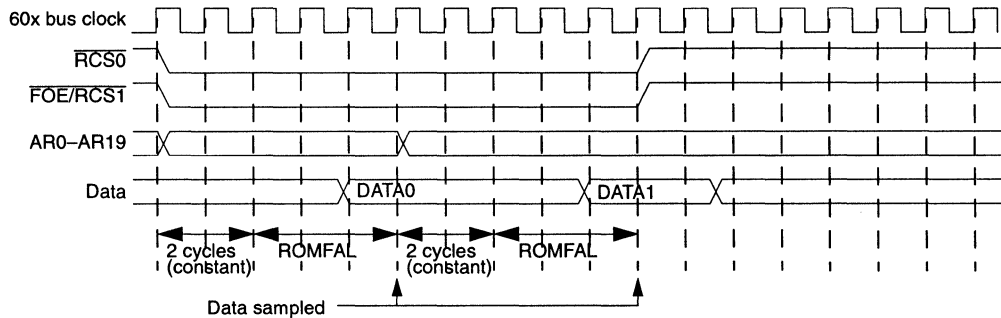 60x bus clock
RCS0
FOE/RCS1
AR0–AR19
Data
DATA0
DATA1
2 cycles
(constant)
ROMFAL
2 cycles
(constant)
ROMFAL
Data sampled